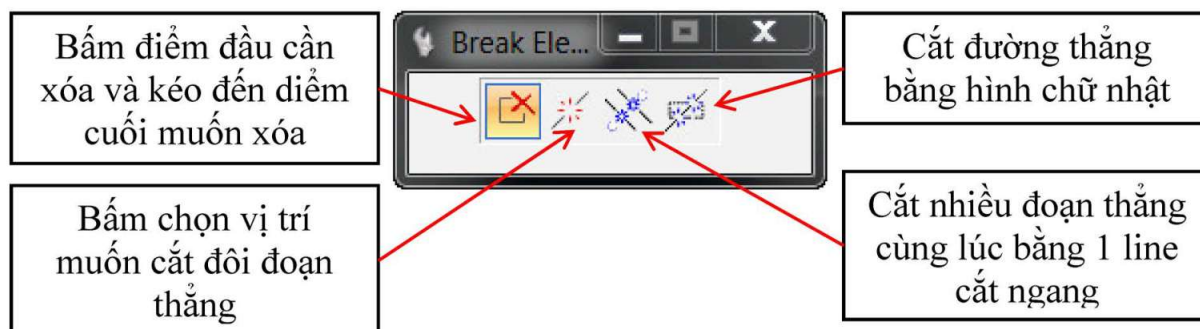 Bấm điểm đầu cần
xóa và kéo đến diểm
cuối muốn xóa
Break Ele...
Cắt đường thẳng
bằng hình chữ nhật
Bấm chọn vị trí
muốn cắt đôi đoạn
thẳng
Cắt nhiều đoạn thẳng
cùng lúc bằng 1 line
cắt ngang